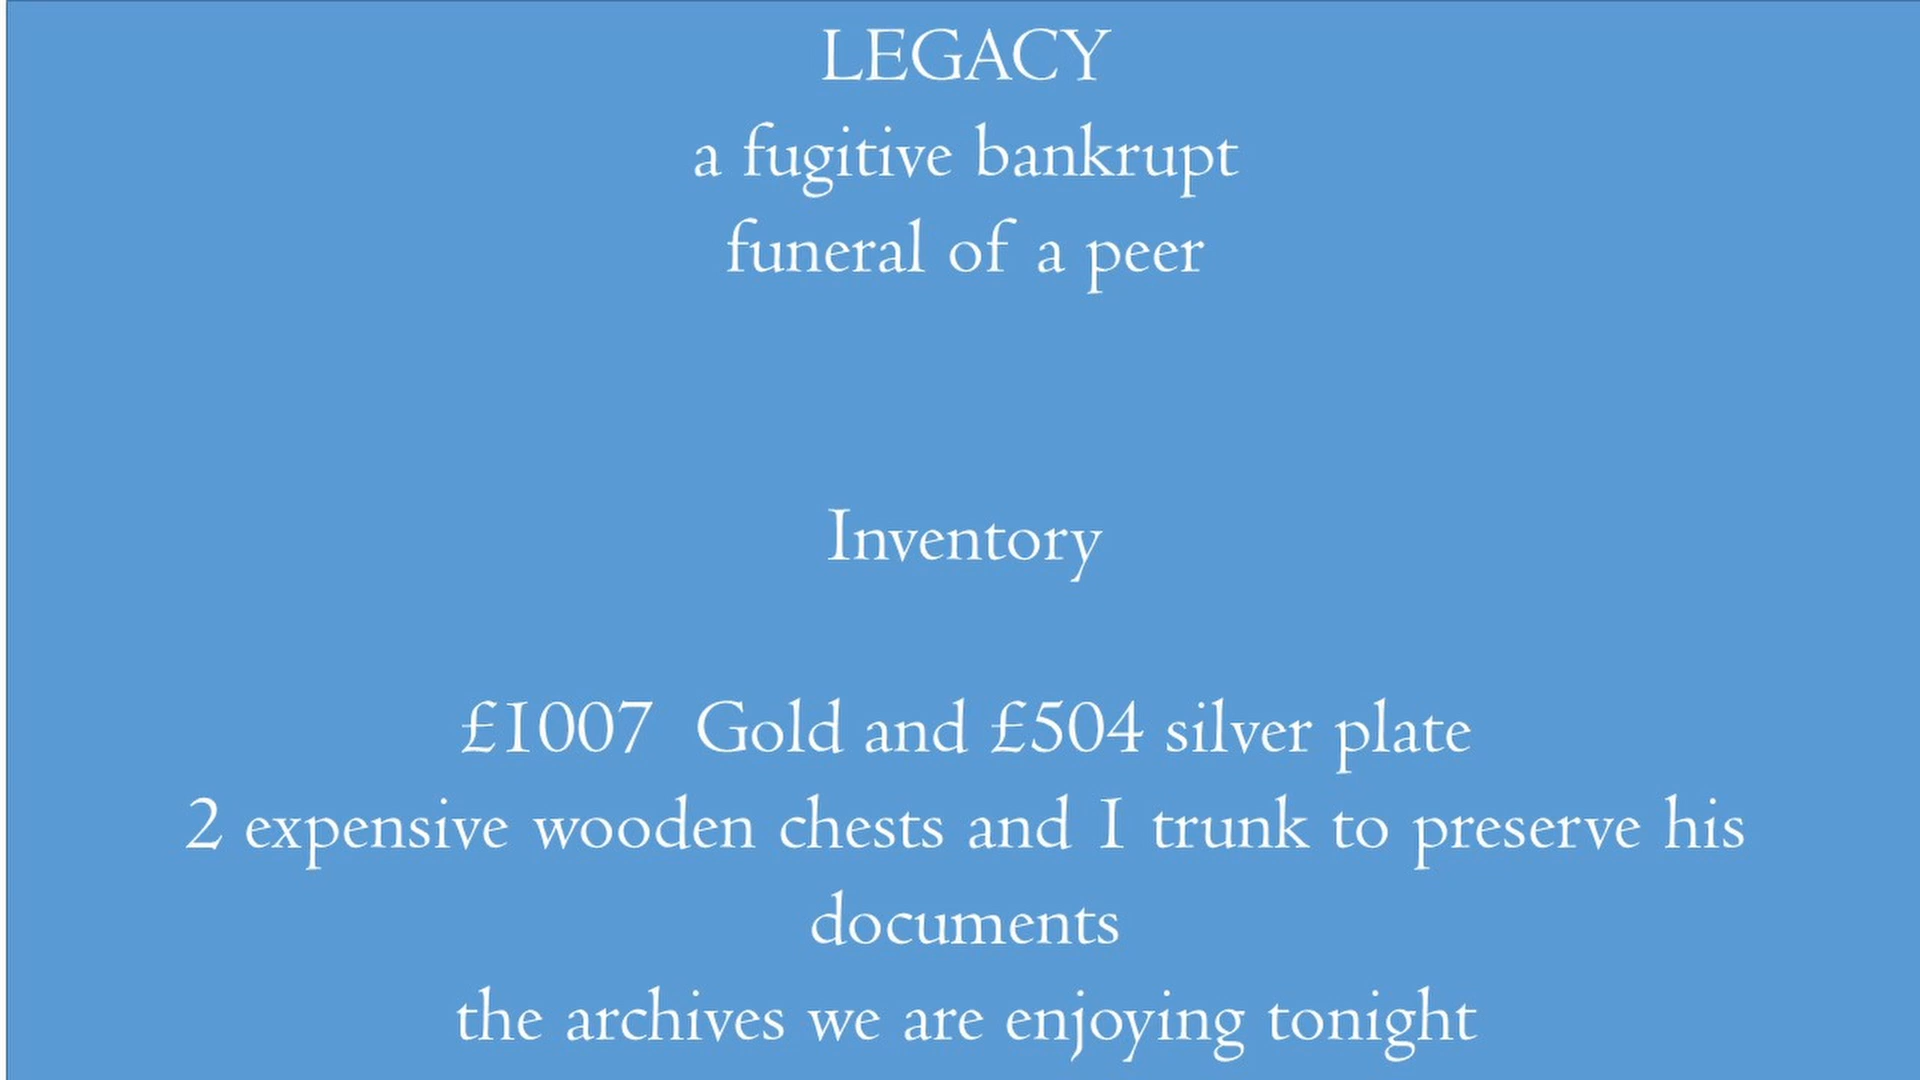 LEGACY
a fugitive bankrupt
funeral of a peer
Inventory
£1007 Gold and £504 silver plate
2 expensive wooden chests and 1 trunk to preserve his
documents
the archives we are enjoying tonight